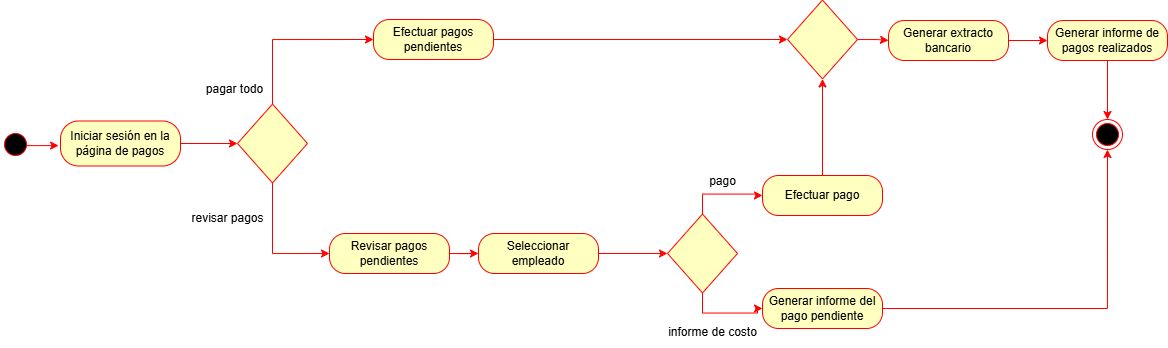 Efectuar pagos
pendientes
Generar extracto
bancario
Generar informe de
pagos realizados
pagar todo
Iniciar sesión en la
página de pagos
revisar pagos
Revisar pagos
pendientes
Seleccionar
empleado
pago
Efectuar pago
Generar informe del
pago pendiente
informe de costo